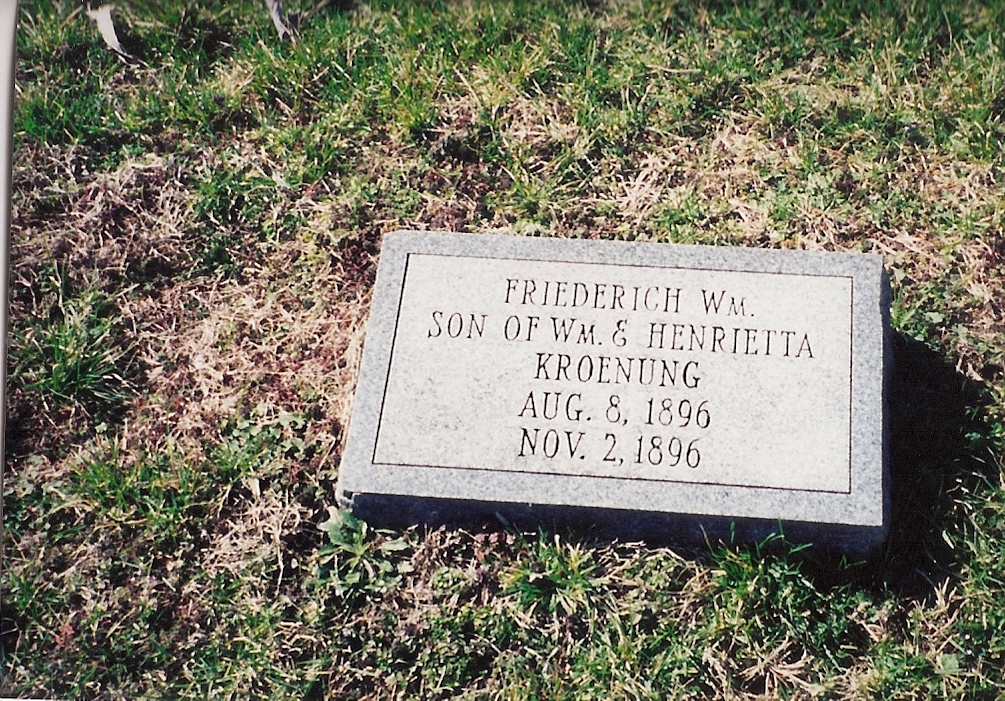 FRIEDERICH WM.
SON OF WM. & HENRIETTA
KROENUNG
AUG. 8, 1896
NOV. 2, 1896